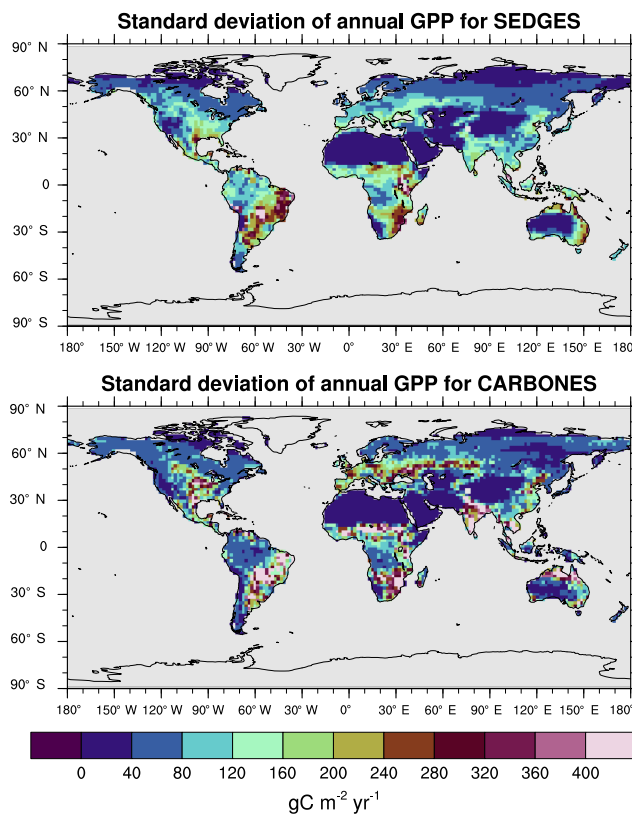 Standard deviation of annual GPP for SEDGES
90° N
60° N
30° N
0
30° S
60° S
90° S
180° 150° W 120° W 90° W 60° W 30° W 0° 30° E 60° E 90° E 120° E 150° E 180
Standard deviation of annual GPP for CARBONES
90° N
60° N
30° N
0
30° S
60° S
90° S
180° 150° W 120° W 90° W 60° W 30° W 0° 30° E 60° E 90° E 120° E 150° E 180
0 40 80 120 160 200 240 280 320 360 400
gC m⁻² yr⁻¹